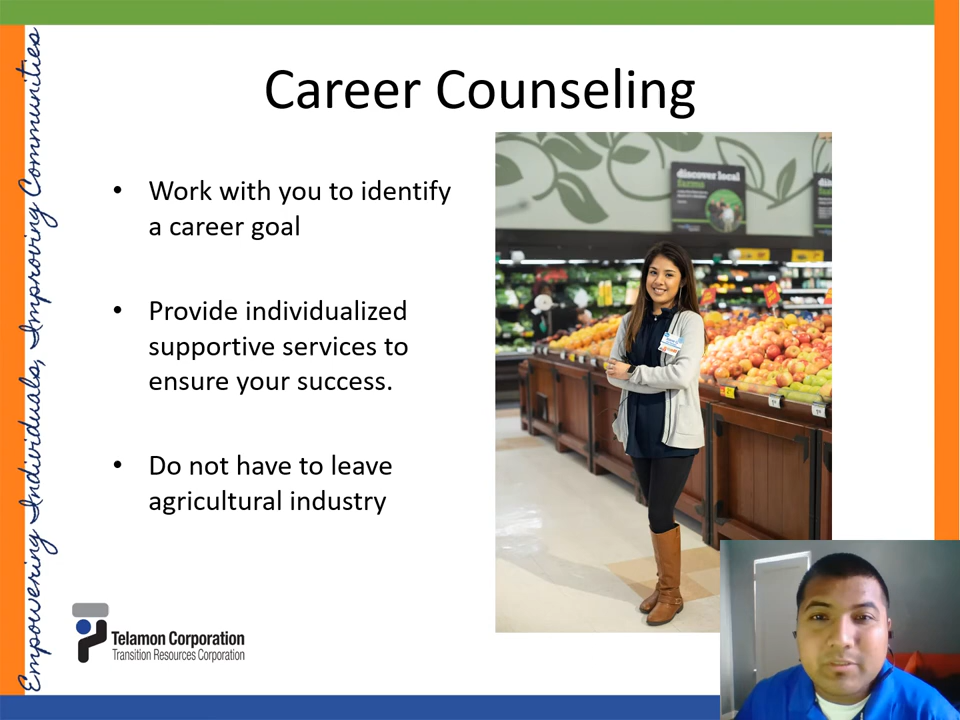 Career Counseling
Empowering Individuals, Improving Communities
• Work with you to identify
a career goal
• Provide individualized
supportive services to
ensure your success.
• Do not have to leave
agricultural industry
discover local
farms
Telamon Corporation
Transition Resources Corporation